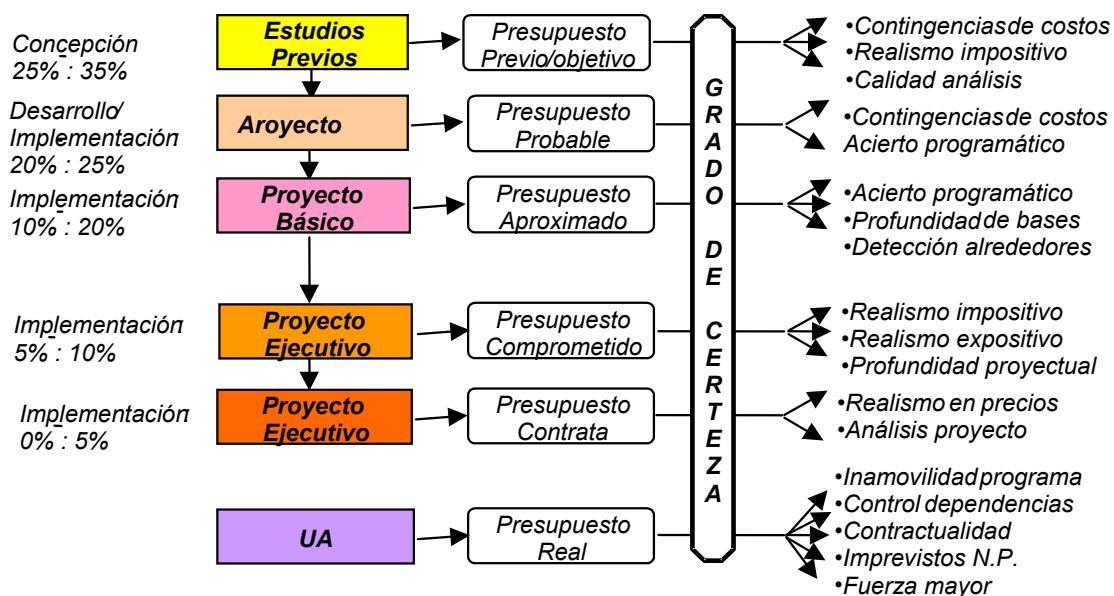 Concepción
25% : 35%
Estudios
Previos
Presupuesto
Previo/objetivo
•Contingencias de costos
•Realismo impositivo
•Calidad análisis
Desarrollo/
Implementación
20% : 25%
Aroyecto
Presupuesto
Probable
•Contingencias de costos
Acierto programático
Implementación
10% : 20%
Proyecto
Básico
Presupuesto
Aproximado
•Acierto programático
•Profundidad de bases
•Detección alrededores
Implementación
5% : 10%
Proyecto
Ejecutivo
Presupuesto
Comprometido
•Realismo impositivo
•Realismo expositivo
•Profundidad proyectual
Implementación
0% : 5%
Proyecto
Ejecutivo
Presupuesto
Contrata
•Realismo en precios
•Análisis proyecto
UA
Presupuesto
Real
•Inamovilidad programa
•Control dependencias
•Contractualidad
•Imprevistos N.P.
•Fuerza mayor
GRADO DE CERTEZA